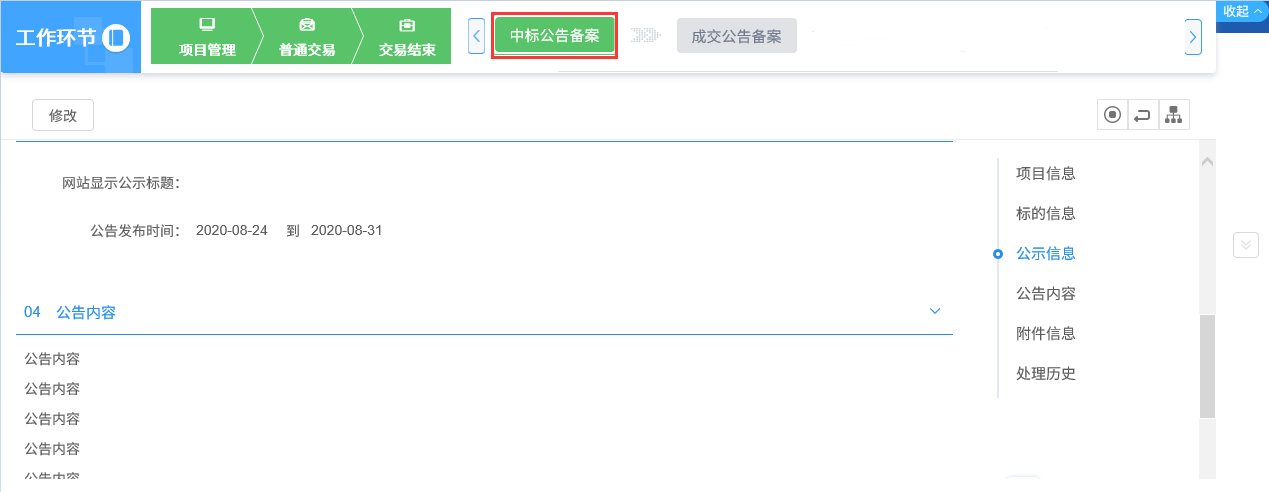 工作环节
项目管理
普通交易
交易结束
中标公告备案
成交公告备案
收起
修改
网站显示公示标题：
公告发布时间： 2020-08-24 到 2020-08-31
04 公告内容
公告内容
公告内容
公告内容
公告内容
公告内容
项目信息
标的信息
公示信息
公告内容
附件信息
处理历史